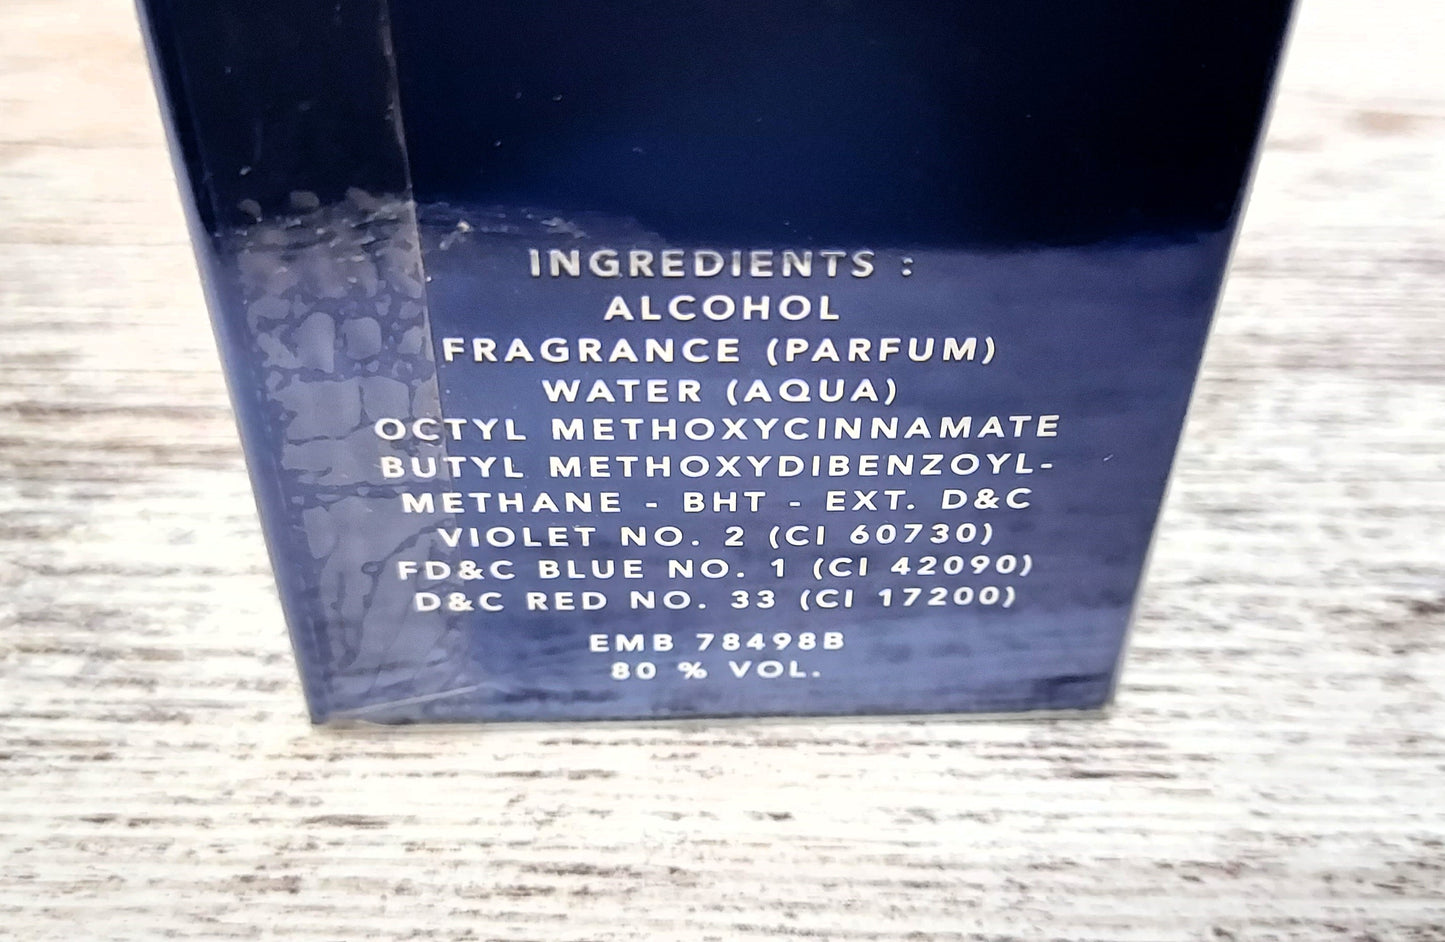 INGREDIENTS :
ALCOHOL
FRAGRANCE (PARFUM)
WATER (AQUA)
OCTYL METHOXYCINNAMATE
BUTYL METHOXYDIBENZOYL-
METHANE - BHT - EXT. D&C
VIOLET NO. 2 (CI 60730)
FD&C BLUE NO. 1 (CI 42090)
D&C RED NO. 33 (CI 17200)
EMB 78498B
80 % VOL.